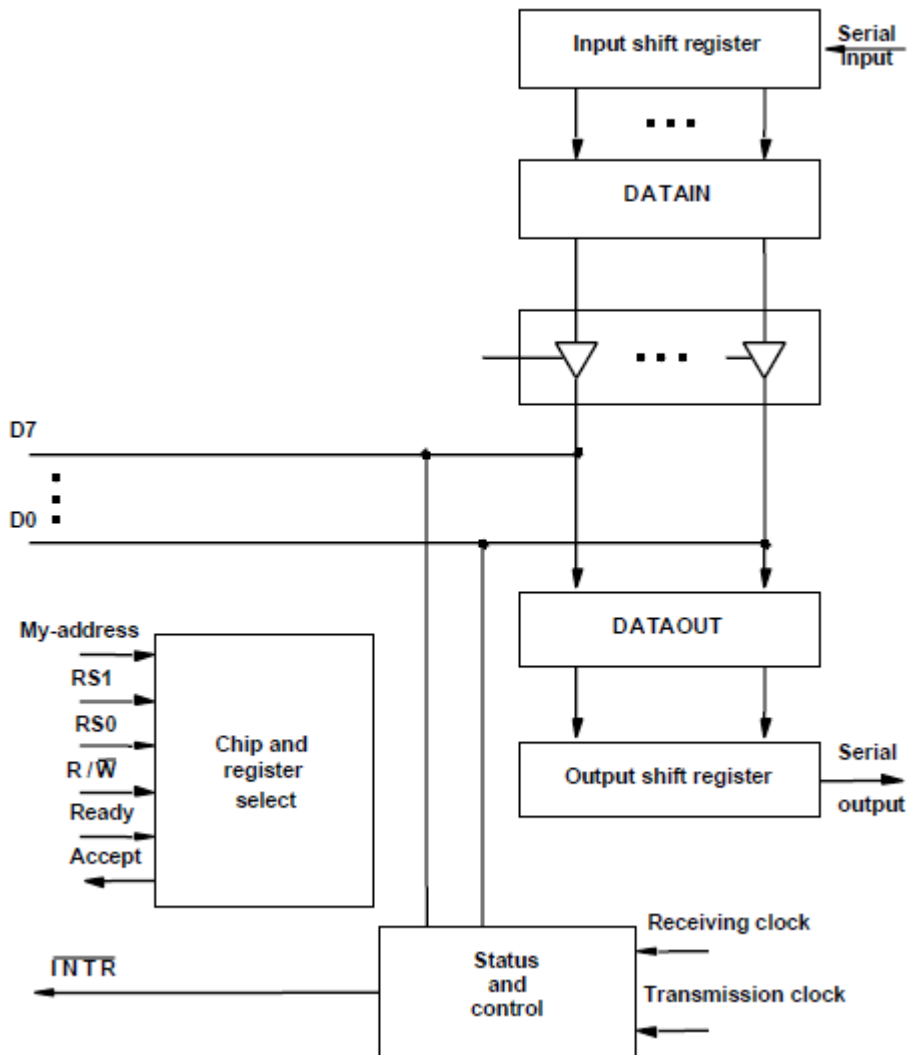 Input shift register
Serial
Input
DATAIN
D7
D0
My-address
RS1
RS0
R / W̅
Ready
Accept
Chip and
register
select
DATAOUT
Output shift register
Serial
output
I̅N̅T̅R̅
Status
and
control
Receiving clock
Transmission clock